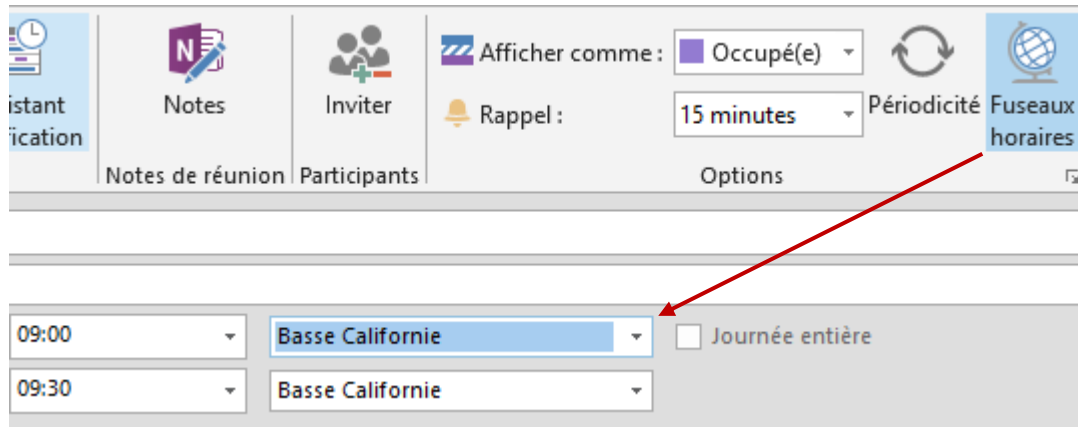 Afficher comme : Occupé(e)
istant
ification
Notes
Inviter
Rappel :
15 minutes
Périodicité
Fuseaux
horaires
Notes de réunion
Participants
Options
09:00
Basse Californie
Journée entière
09:30
Basse Californie